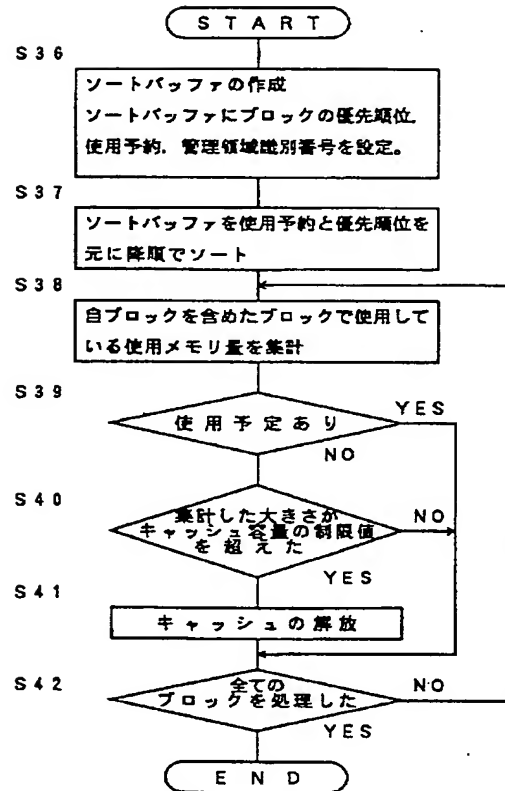 START
S36
ソートバッファの作成
ソートバッファにブロックの優先順位,
使用予約,管理領域識別番号を設定。
S37
ソートバッファを使用予約と優先順位を
元に降順でソート
S38
自ブロックを含めたブロックで使用して
いる使用メモリ量を集計
S39
使用予定あり
YES
NO
S40
集計した大きさが
キャッシュ容量の制限値
を超えた
NO
YES
S41
キャッシュの解放
S42
全ての
ブロックを処理した
NO
YES
END